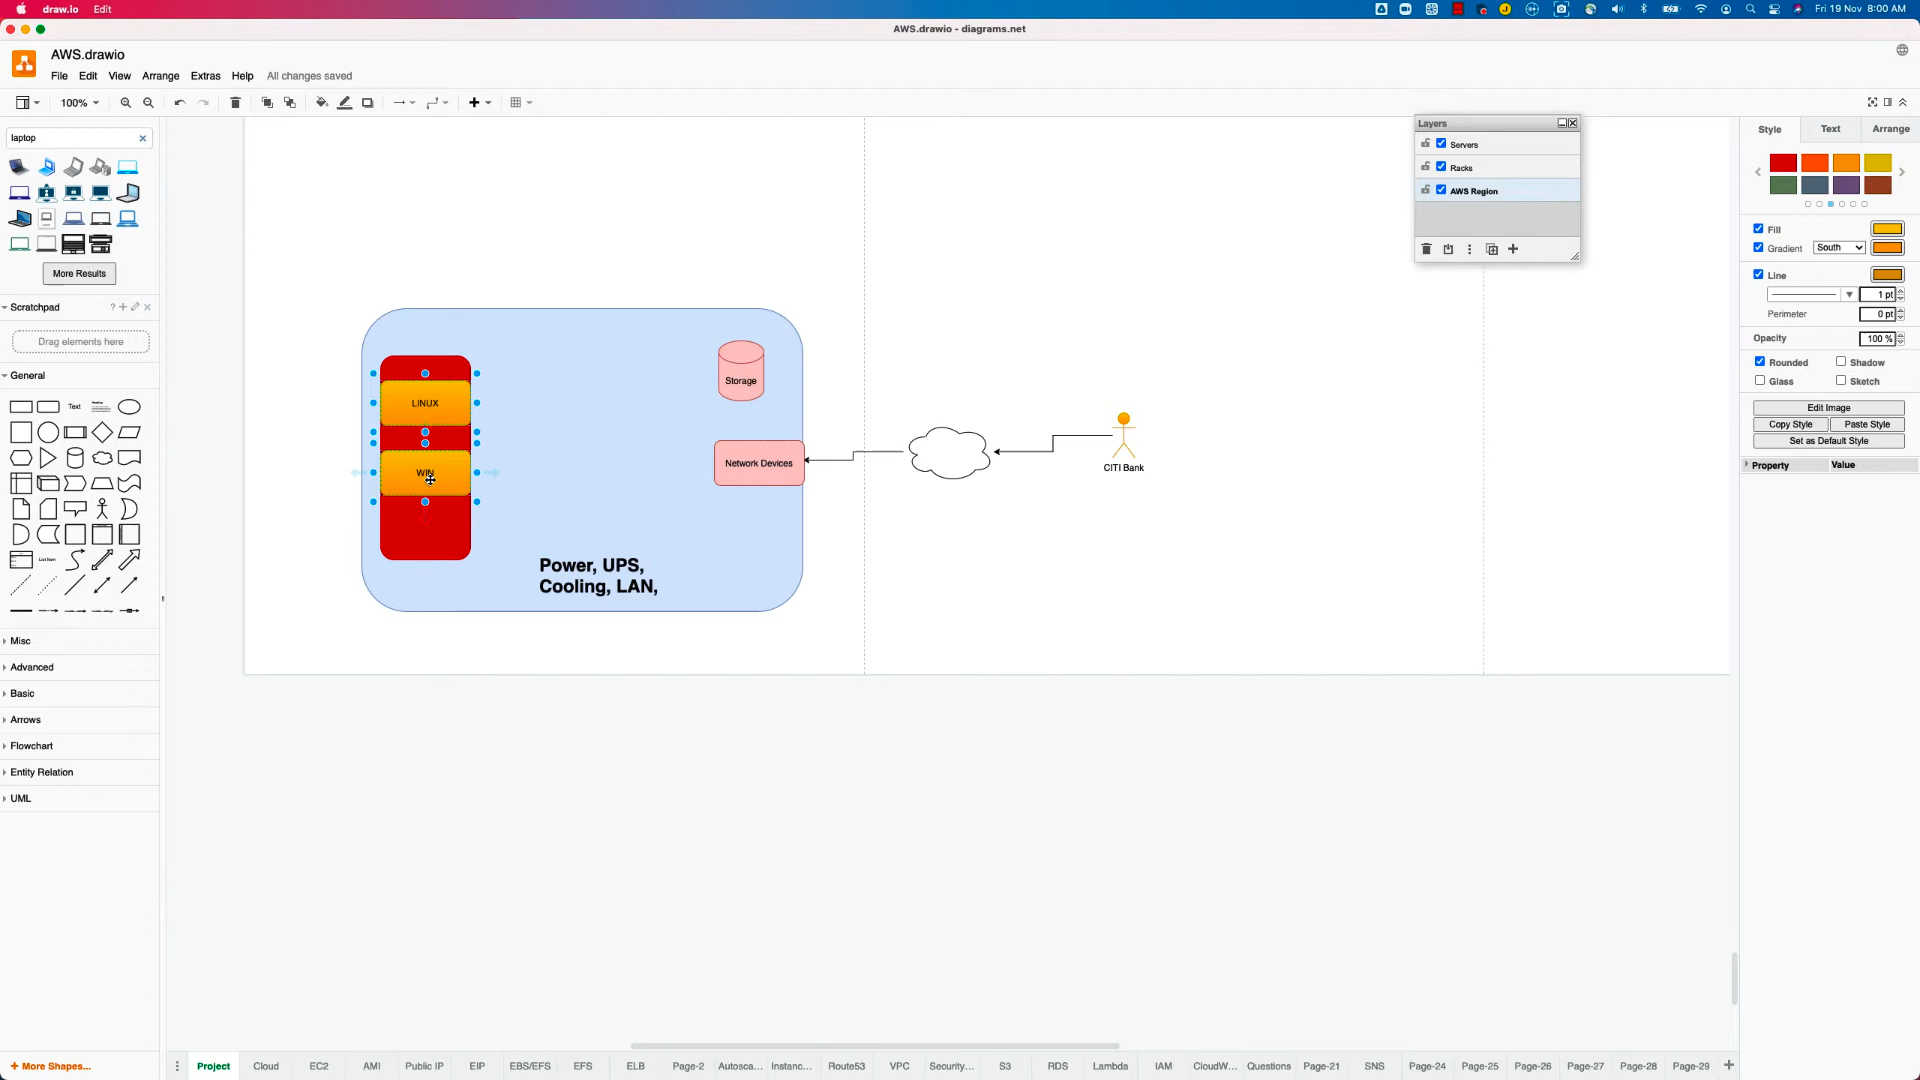 draw.io Edit
Fri 19 Nov 8:00 AM
AWS.drawio - diagrams.net
AWS.drawio
File Edit View Arrange Extras Help All changes saved
100%
laptop
More Results
Scratchpad
Drag elements here
General
Text
Heading
List Item
Misc
Advanced
Basic
Arrows
Flowchart
Entity Relation
UML
+ More Shapes...
LINUX
WIN
Storage
Network Devices
Power, UPS,
Cooling, LAN,
CITI Bank
Layers
Servers
Racks
AWS Region
Style Text Arrange
Fill
Gradient South
Line
1 pt
Perimeter 0 pt
Opacity 100 %
Rounded Shadow
Glass Sketch
Edit Image
Copy Style Paste Style
Set as Default Style
Property Value
Project Cloud EC2 AMI Public IP EIP EBS/EFS EFS ELB Page-2 Autosca... Instanc... Route53 VPC Security... S3 RDS Lambda IAM CloudW... Questions Page-21 SNS Page-24 Page-25 Page-26 Page-27 Page-28 Page-29